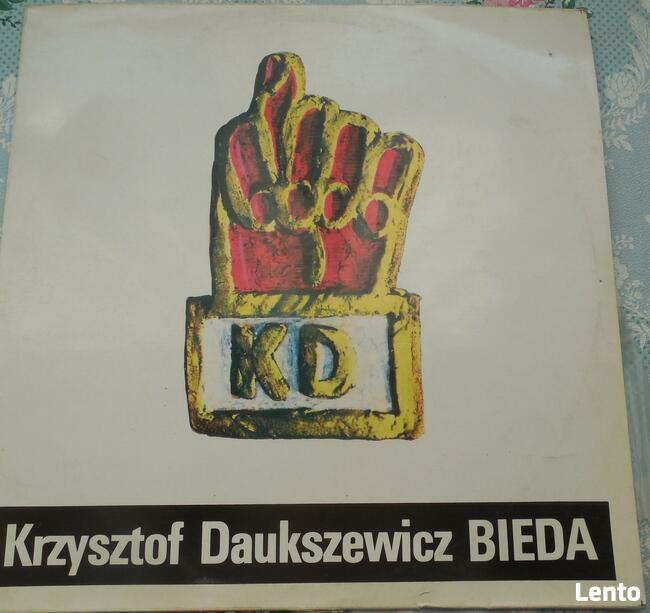 KD
Krzysztof Daukszewicz BIEDA
Lento